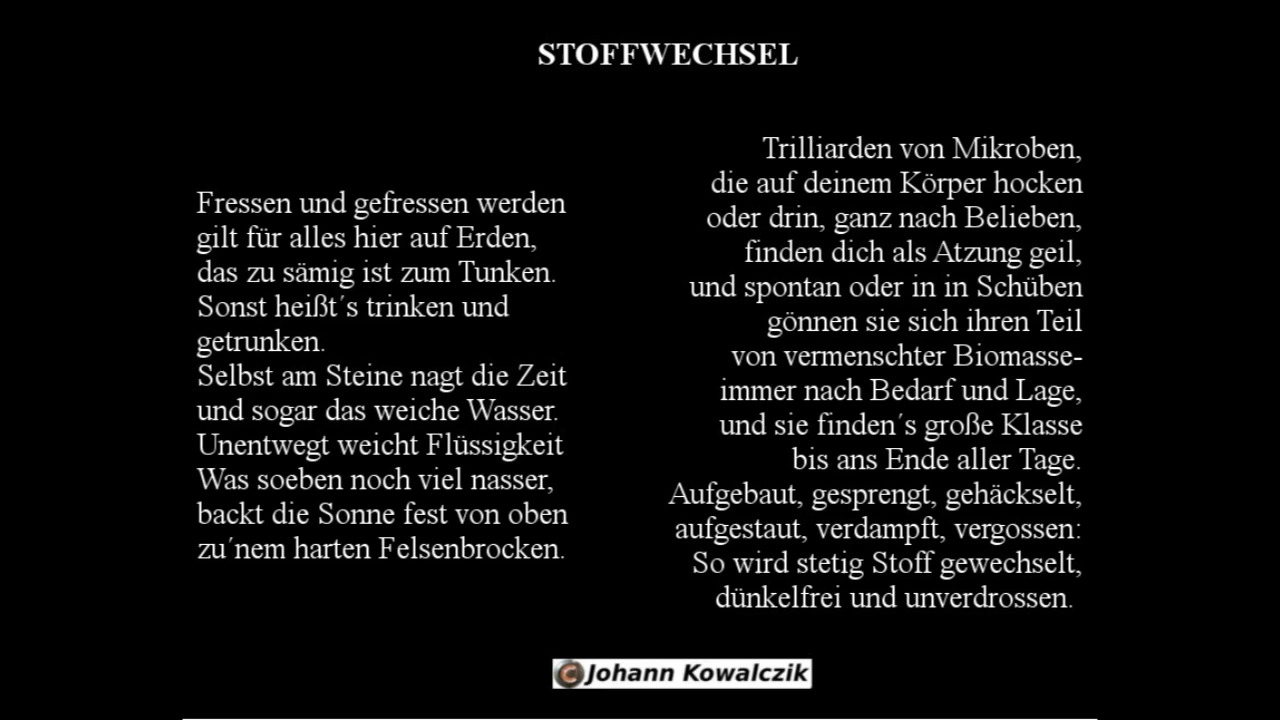 STOFFWECHSEL
Fressen und gefressen werden
gilt für alles hier auf Erden,
das zu sämig ist zum Tunken.
Sonst heißt´s trinken und
getrunken.
Selbst am Steine nagt die Zeit
und sogar das weiche Wasser.
Unentwegt weicht Flüssigkeit
Was soeben noch viel nasser,
backt die Sonne fest von oben
zu´nem harten Felsenbrocken.
Trilliarden von Mikroben,
die auf deinem Körper hocken
oder drin, ganz nach Belieben,
finden dich als Atzung geil,
und spontan oder in in Schüben
gönnen sie sich ihren Teil
von vermenschter Biomasse-
immer nach Bedarf und Lage,
und sie finden´s große Klasse
bis ans Ende aller Tage.
Aufgebaut, gesprengt, gehäckselt,
aufgestaut, verdampft, vergossen:
So wird stetig Stoff gewechselt,
dünkelfrei und unverdrossen.
©Johann Kowalczik